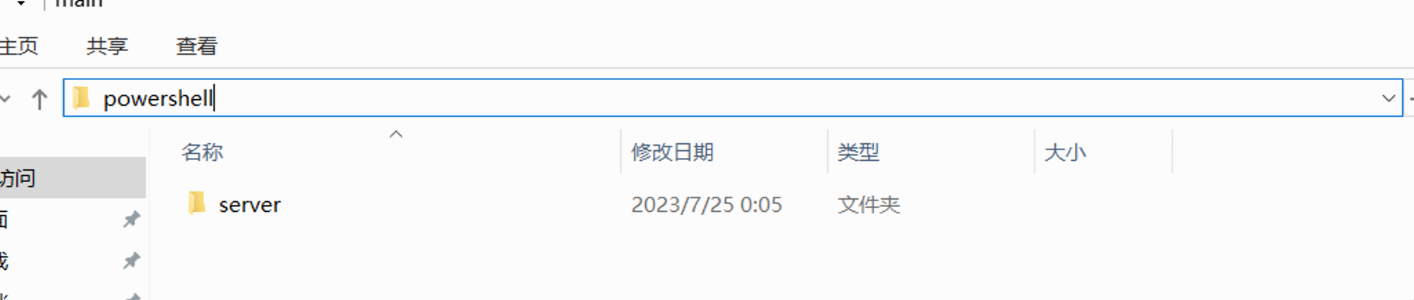 main
主页 共享 查看
powershell
名称 修改日期 类型 大小
访问
server 2023/7/25 0:05 文件夹